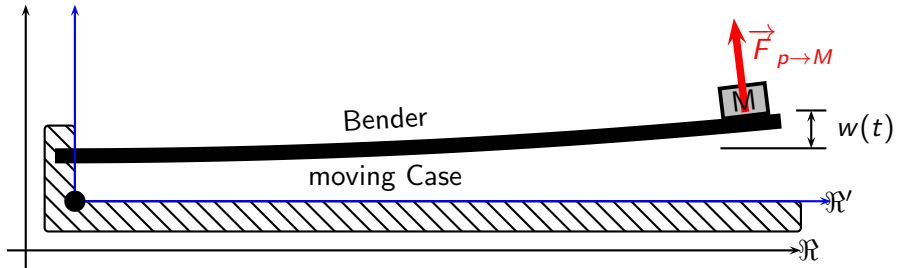 M
F p→M
Bender
w(t)
moving Case
ℜ′
ℜ